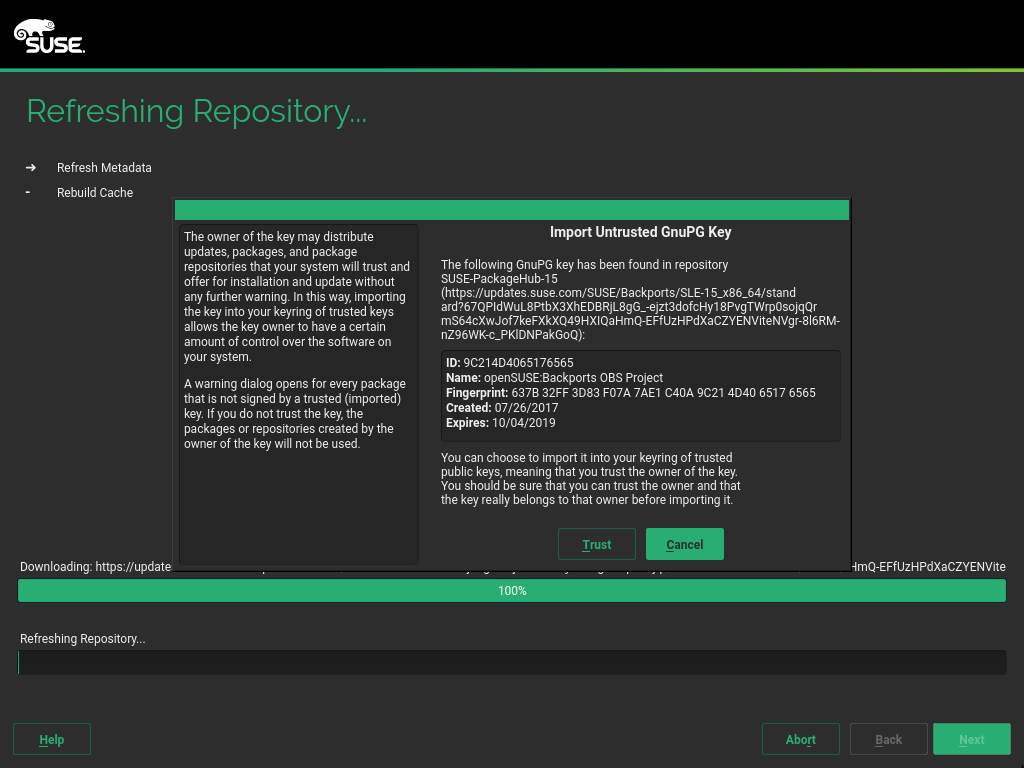 SUSE.
Refreshing Repository...
➔ Refresh Metadata
- Rebuild Cache
The owner of the key may distribute
updates, packages, and package
repositories that your system will trust and
offer for installation and update without
any further warning. In this way, importing
the key into your keyring of trusted keys
allows the key owner to have a certain
amount of control over the software on
your system.
A warning dialog opens for every package
that is not signed by a trusted (imported)
key. If you do not trust the key, the
packages or repositories created by the
owner of the key will not be used.
Import Untrusted GnuPG Key
The following GnuPG key has been found in repository
SUSE-PackageHub-15
(https://updates.suse.com/SUSE/Backports/SLE-15_x86_64/stand
ard?67QPIdWuL8PtbX3XhEDBRjL8gG_-ejzt3dofcHy18PvgTWrp0sojqQr
mS64cXwJof7keFXkXQ49HXIQaHmQ-EFfUzHPdXaCZYENViteNVgr-8l6RM-
nZ96WK-c_PKlDNPakGoQ):
ID: 9C214D4065176565
Name: openSUSE:Backports OBS Project
Fingerprint: 637B 32FF 3D83 F07A 7AE1 C40A 9C21 4D40 6517 6565
Created: 07/26/2017
Expires: 10/04/2019
You can choose to import it into your keyring of trusted
public keys, meaning that you trust the owner of the key.
You should be sure that you can trust the owner and that
the key really belongs to that owner before importing it.
Trust Cancel
Downloading: https://update HmQ-EFfUzHPdXaCZYENVite
100%
Refreshing Repository...
Help Abort Back Next